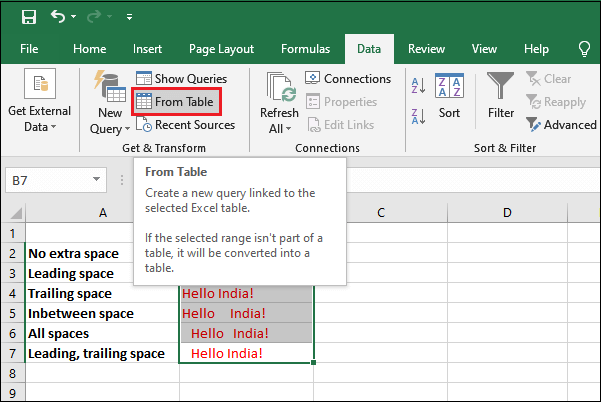 File Home Insert Page Layout Formulas Data Review View Developer Help
Get External Data
New Query
Show Queries
From Table
Recent Sources
Get & Transform
Refresh All
Connections
Properties
Edit Links
Connections
A Z
Z A
Z A A Z
Sort
Filter
Clear
Reapply
Advanced
Sort & Filter
B7
From Table
Create a new query linked to the
selected Excel table.
If the selected range isn't part of a
table, it will be converted into a
table.
A C D
1
2 No extra space
3 Leading space
4 Trailing space Hello India!
5 Inbetween space Hello    India!
6 All spaces   Hello   India!
7 Leading, trailing space   Hello India!
8
9